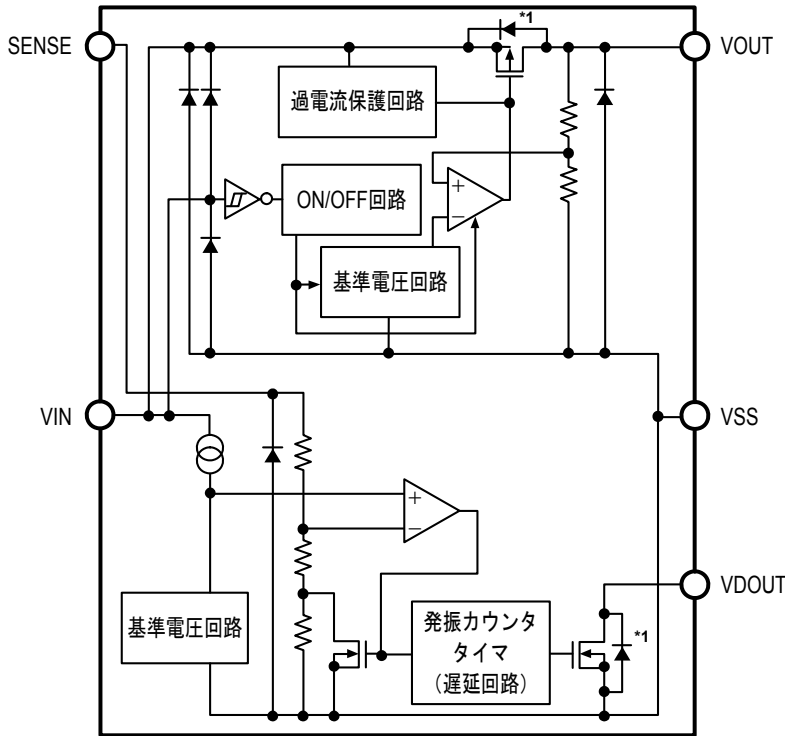 *1
SENSE
VOUT
過電流保護回路
ON/OFF回路
+
−
基準電圧回路
VIN
VSS
+
−
VDOUT
基準電圧回路
発振カウンタ
タイマ
（遅延回路）
*1